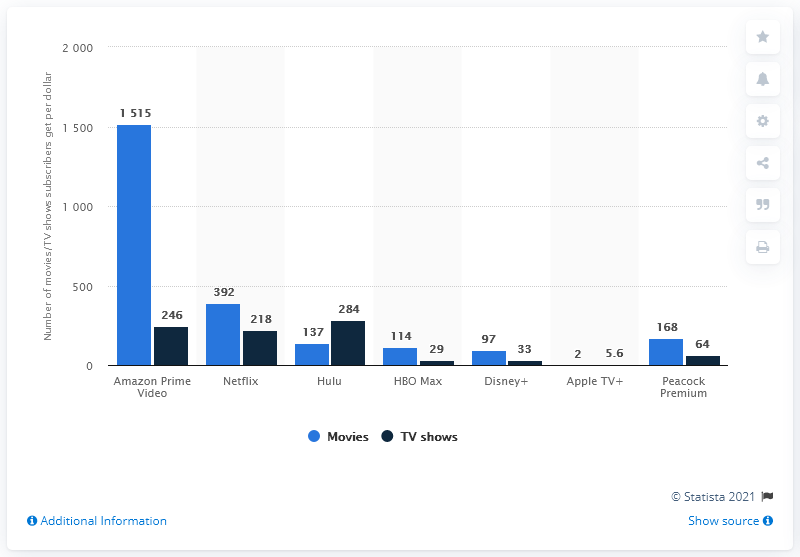 Number of movies/TV shows subscribers get per dollar
2 000
1 500
1 000
500
0
1 515
246
392
218
137
284
114
29
97
33
2
5.6
168
64
Amazon Prime
Video
Netflix
Hulu
HBO Max
Disney+
Apple TV+
Peacock
Premium
Movies
TV shows
© Statista 2021
Additional Information
Show source